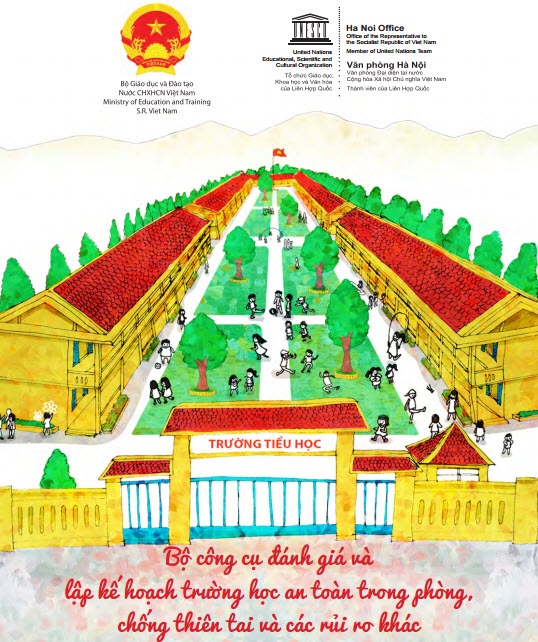 Bộ Giáo dục và Đào tạo
Nước CHXHCN Việt Nam
Ministry of Education and Training
S.R. Viet Nam
United Nations
Educational, Scientific and
Cultural Organization
Tổ chức Giáo dục,
Khoa học và Văn hóa
của Liên Hợp Quốc
Ha Noi Office
Office of the Representative to
the Socialist Republic of Viet Nam
Member of United Nations Team
Văn phòng Hà Nội
Văn phòng Đại diện tại nước
Cộng hòa Xã hội Chủ nghĩa Việt Nam
Thành viên của Liên Hợp Quốc
TRƯỜNG TIỂU HỌC
Bộ công cụ đánh giá và
lập kế hoạch trường học an toàn trong phòng,
chống thiên tai và các rủi ro khác